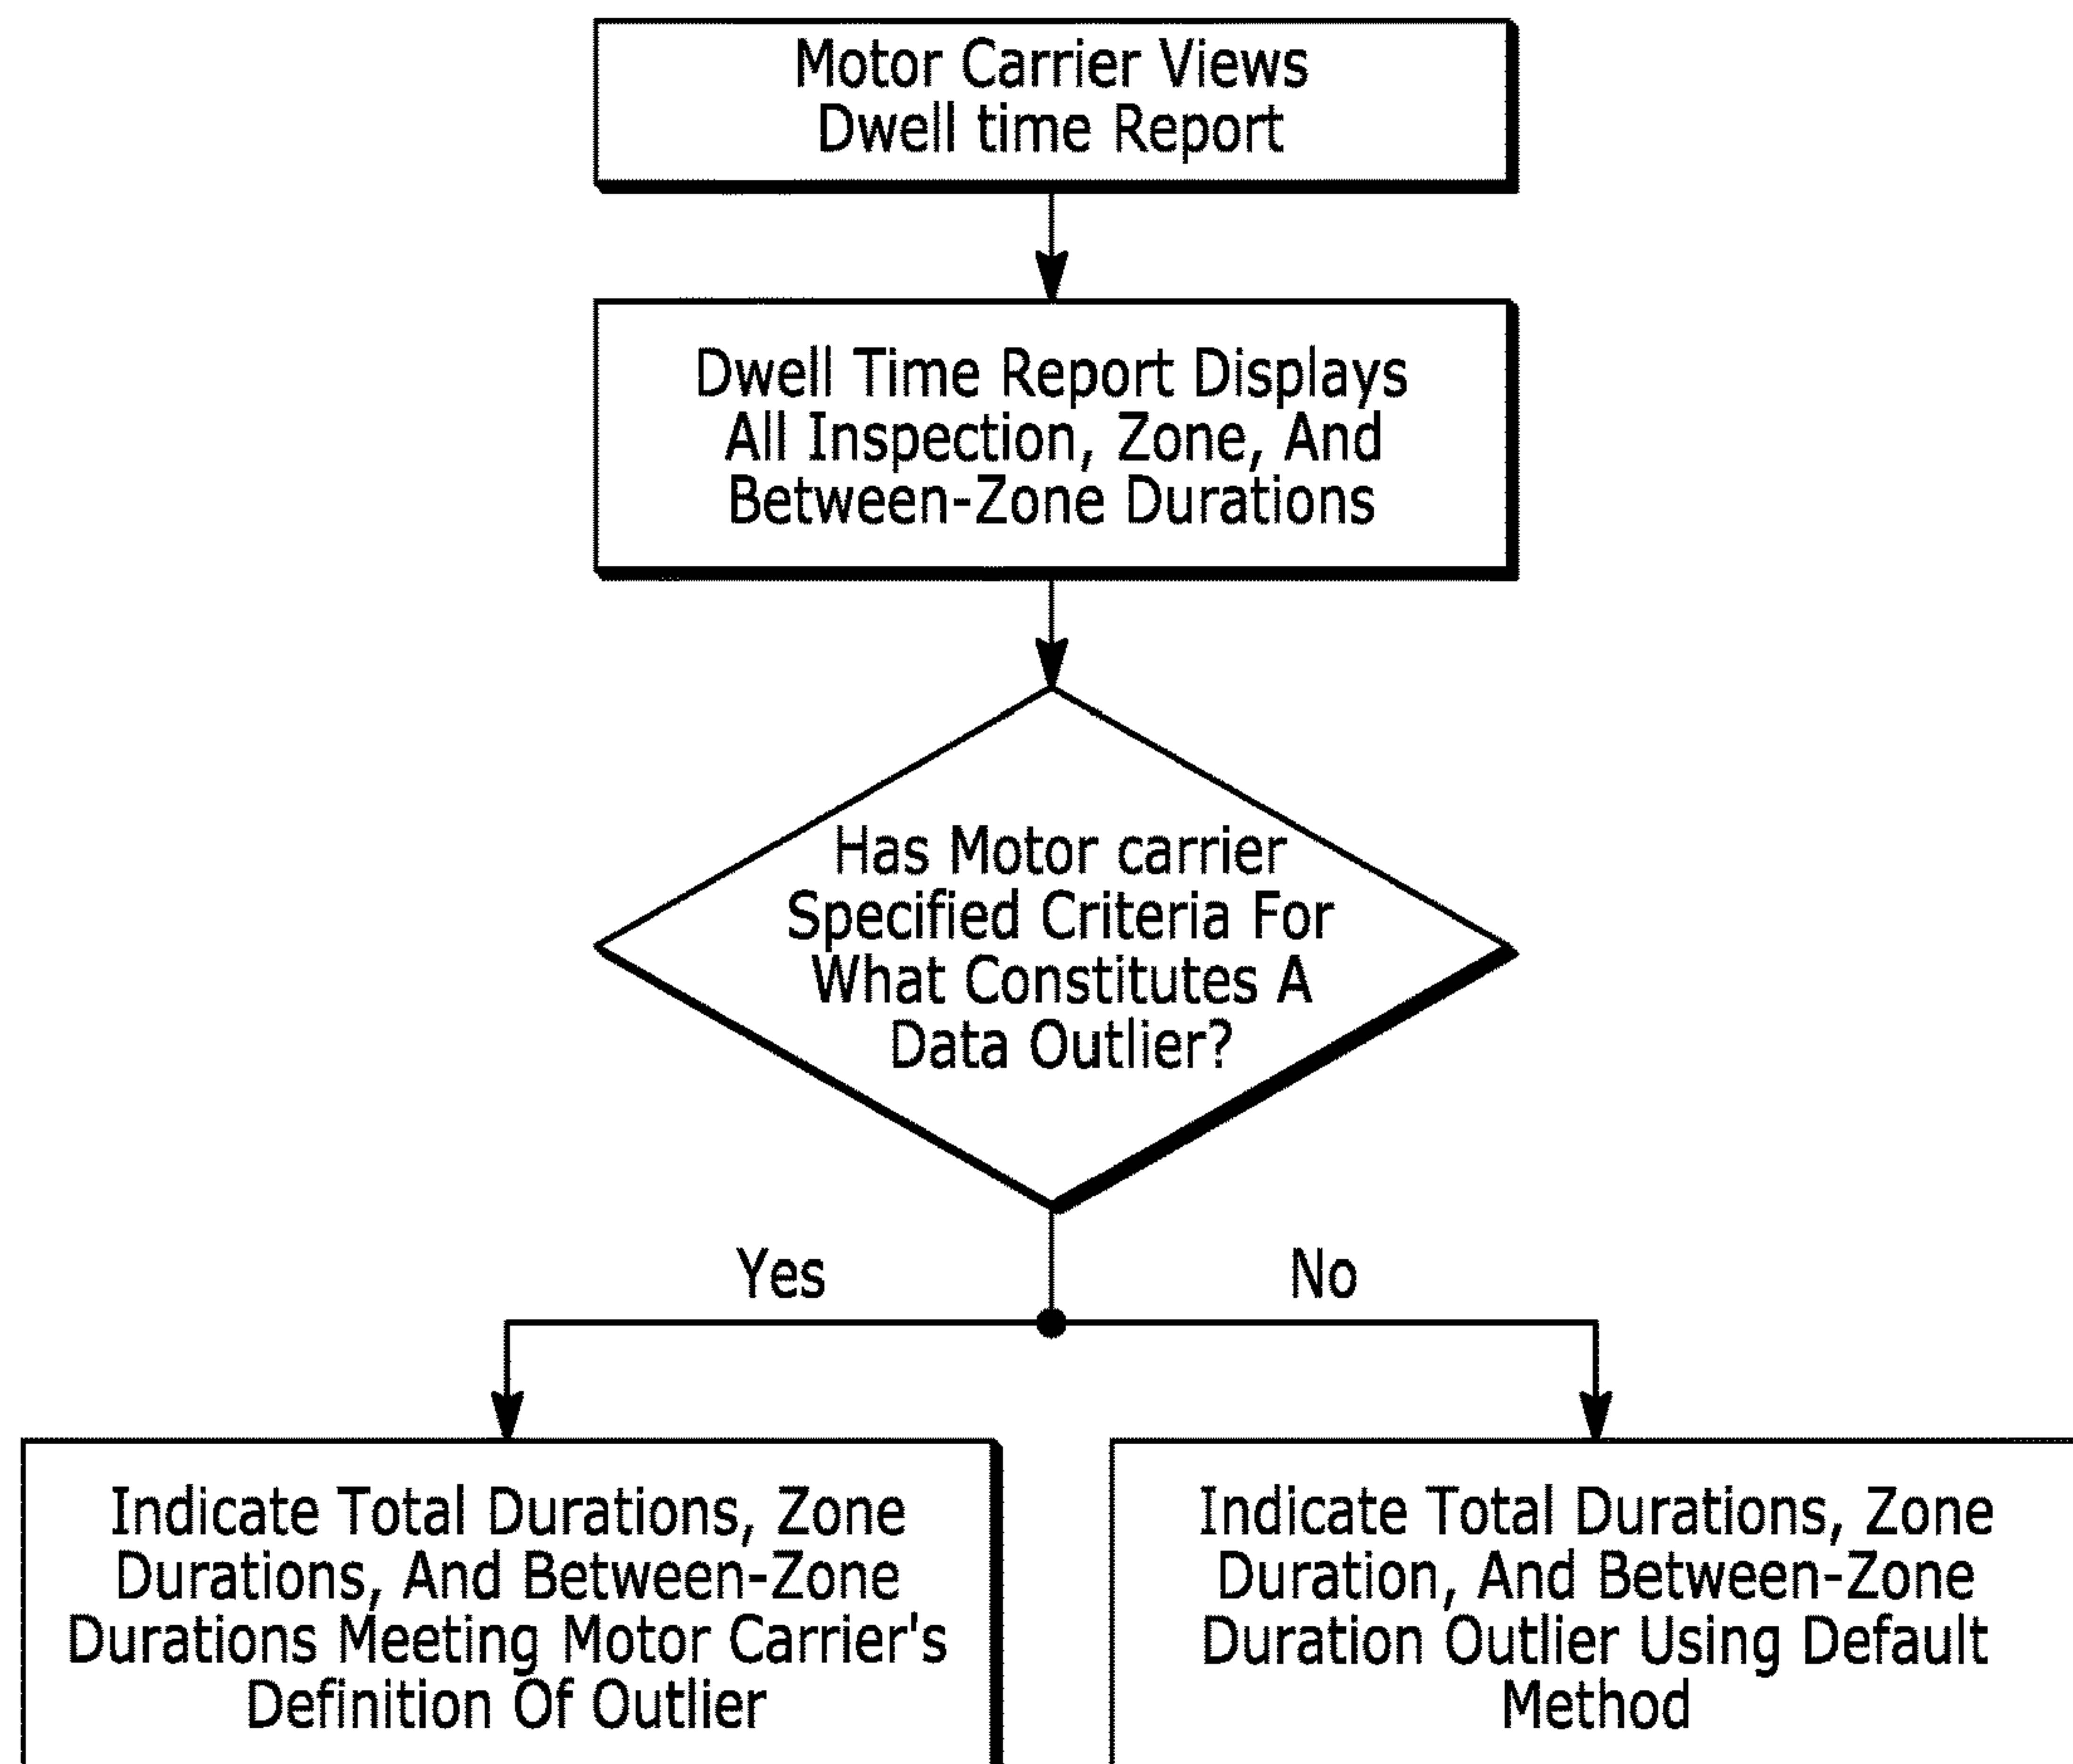 Motor Carrier Views
Dwell time Report
Dwell Time Report Displays
All Inspection, Zone, And
Between-Zone Durations
Has Motor carrier
Specified Criteria For
What Constitutes A
Data Outlier?
Yes
No
Indicate Total Durations, Zone
Durations, And Between-Zone
Durations Meeting Motor Carrier's
Definition Of Outlier
Indicate Total Durations, Zone
Duration, And Between-Zone
Duration Outlier Using Default
Method